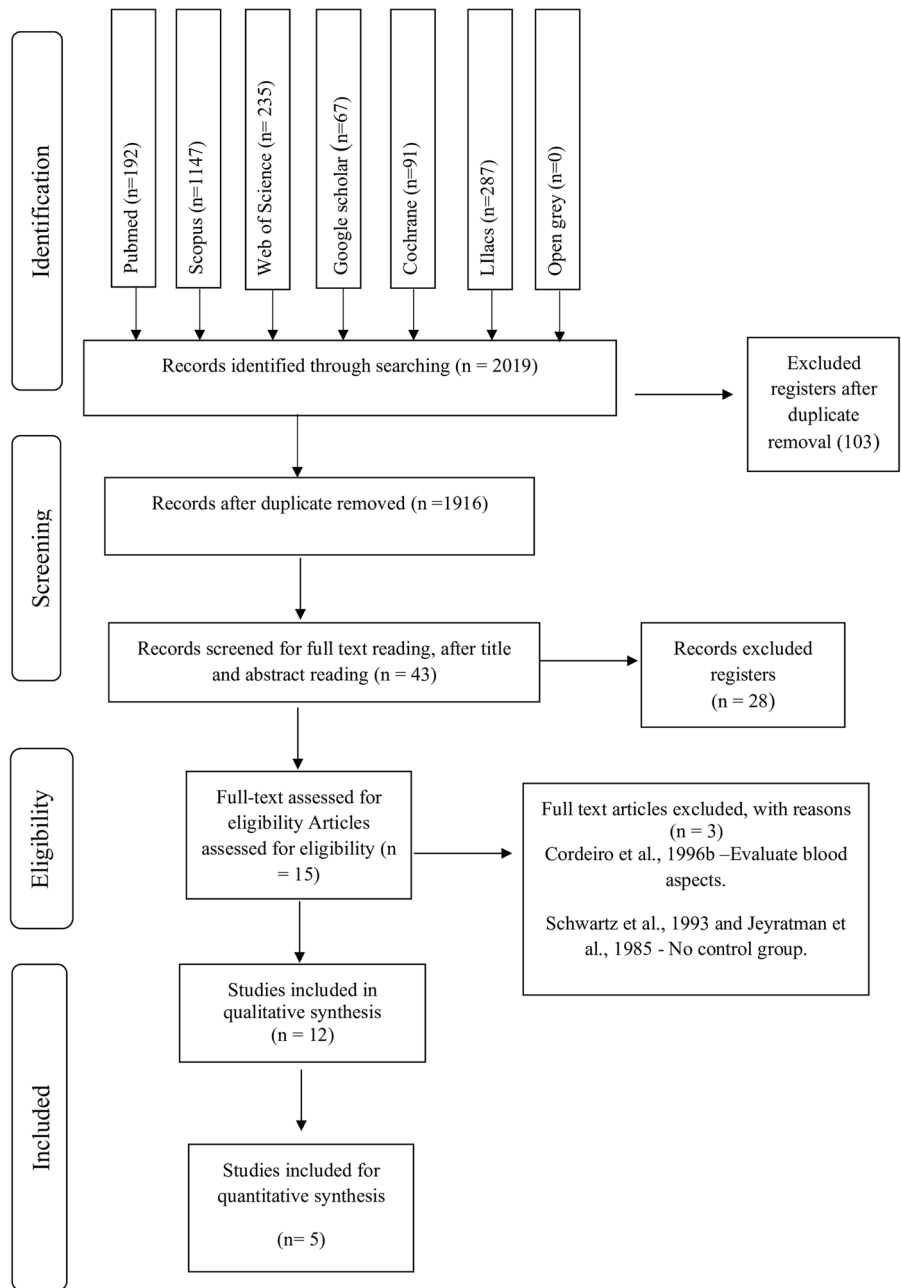 Identification
Pubmed (n=192)
Scopus (n=1147)
Web of Science (n= 235)
Google scholar (n=67)
Cochrane (n=91)
LIlacs (n=287)
Open grey (n=0)
Records identified through searching (n = 2019)
Excluded
registers after
duplicate
removal (103)
Screening
Records after duplicate removed (n =1916)
Records screened for full text reading, after title
and abstract reading (n = 43)
Records excluded
registers
(n = 28)
Eligibility
Full-text assessed for
eligibility Articles
assessed for eligibility (n
= 15)
Full text articles excluded, with reasons
(n = 3)
Cordeiro et al., 1996b –Evaluate blood
aspects.
Schwartz et al., 1993 and Jeyratman et
al., 1985 - No control group.
Included
Studies included in
qualitative synthesis
(n = 12)
Studies included for
quantitative synthesis
(n= 5)